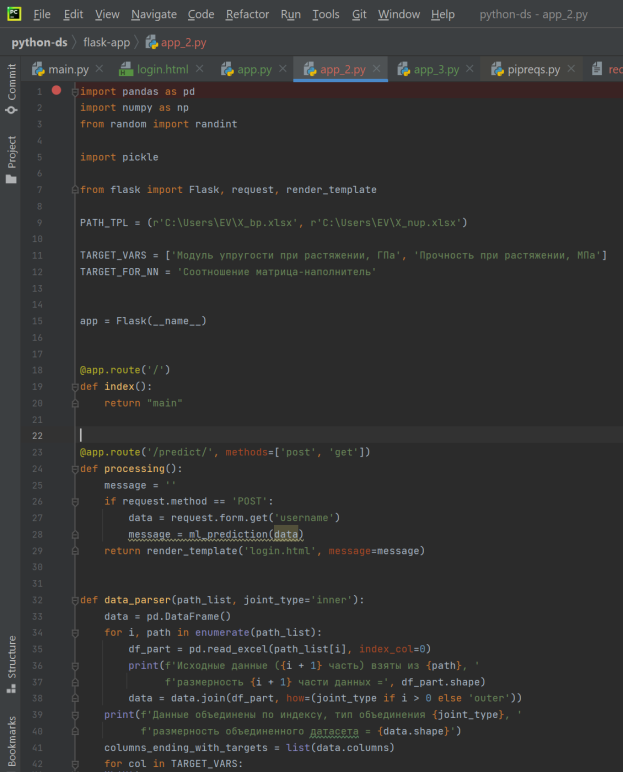 PC File Edit View Navigate Code Refactor Run Tools Git Window Help python-ds - app_2.py
python-ds flask-app app_2.py
main.py login.html app.py app_2.py app_3.py pipreqs.py
Commit
Project
Structure
Bookmarks
1 import pandas as pd
2 import numpy as np
3 from random import randint
4
5 import pickle
6
7 from flask import Flask, request, render_template
8
9 PATH_TPL = (r'C:\Users\EV\X_bp.xlsx', r'C:\Users\EV\X_nup.xlsx')
10
11 TARGET_VARS = ['Модуль упругости при растяжении, ГПа', 'Прочность при растяжении, МПа']
12 TARGET_FOR_NN = 'Соотношение матрица-наполнитель'
13
14
15 app = Flask(__name__)
16
17
18 @app.route('/')
19 def index():
20 return "main"
21
22
23 @app.route('/predict/', methods=['post', 'get'])
24 def processing():
25 message = ''
26 if request.method == 'POST':
27 data = request.form.get('username')
28 message = ml_prediction(data)
29 return render_template('login.html', message=message)
30
31
32 def data_parser(path_list, joint_type='inner'):
33 data = pd.DataFrame()
34 for i, path in enumerate(path_list):
35 df_part = pd.read_excel(path_list[i], index_col=0)
36 print(f'Исходные данные ({i + 1} часть) взяты из {path}, '
37 f'размерность {i + 1} части данных =', df_part.shape)
38 data = data.join(df_part, how=(joint_type if i > 0 else 'outer'))
39 print(f'Данные объединены по индексу, тип объединения {joint_type}, '
40 f'размерность объединенного датасета = {data.shape}')
41 columns_ending_with_targets = list(data.columns)
42 for col in TARGET_VARS: